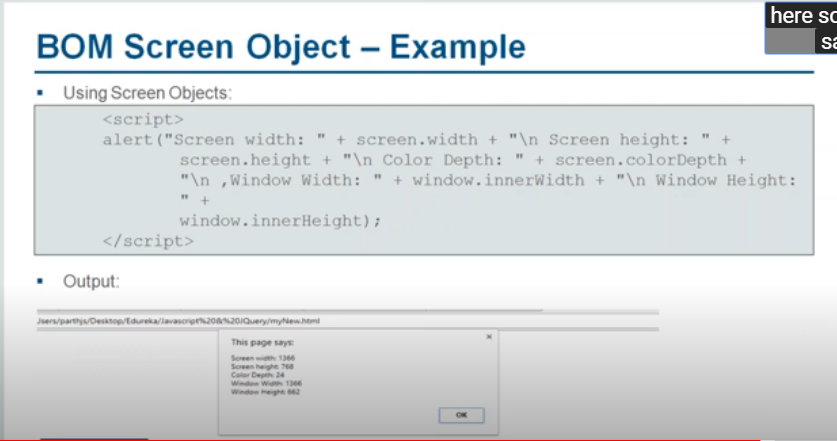 here so
sa
BOM Screen Object – Example
Using Screen Objects:
<script>
alert("Screen width: " + screen.width + "\n Screen height: " +
screen.height + "\n Color Depth: " + screen.colorDepth +
"\n ,Window Width: " + window.innerWidth + "\n Window Height:
" +
window.innerHeight);
</script>
Output:
/sers/parthjs/Desktop/Edureka/Javascript%20&%20JQuery/myNew.html
This page says:
Screen width: 1366
Screen height: 768
Color Depth: 24
Window Width: 1366
Window Height: 662
OK